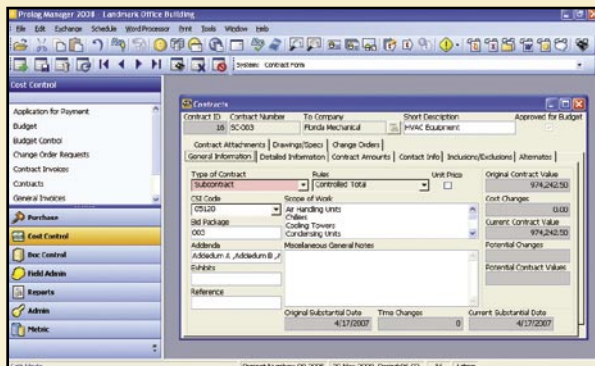 Prolog Manager 2008 - Landmark Office Building
File Edit Exchange Schedule Word Processor Print Tools Window Help
System: Contract Form
Cost Control
Application for Payment
Budget
Budget Control
Change Order Requests
Contract Invoices
Contracts
General Invoices
Purchase
Cost Control
Doc Control
Field Admin
Reports
Admin
Metric
Contracts
Contract ID Contract Number To Company Short Description Approved for Budget
16 SC-003 Florida Mechanical HVAC Equipment
Contract Attachments Drawings/Specs Change Orders
General Information Detailed Information Contract Amounts Contact Info Inclusions/Exclusions Alternates
Type of Contract Rules Unit Price Original Contract Value
Subcontract Controlled Total 974,242.50
CSI Code Scope of Work Cost Changes
05120 Air Handling Units 0.00
Chillers
Bid Package Cooling Towers Current Contract Value
003 Condensing Units 974,242.50
Addenda Miscellaneous General Notes Potential Changes
Addedum A ,Addedum B ,
Exhibits Potential Contract Values
Reference
Original Substantial Date Time Changes Current Substantial Date
4/17/2007 0 4/17/2007